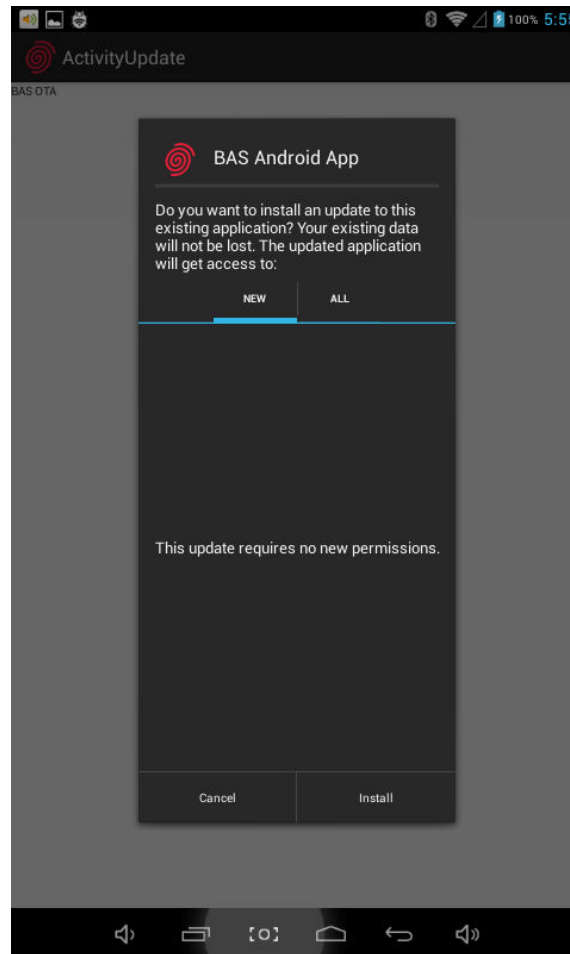 100% 5:55
ActivityUpdate
BAS OTA
BAS Android App
Do you want to install an update to this
existing application? Your existing data
will not be lost. The updated application
will get access to:
NEW ALL
This update requires no new permissions.
Cancel Install